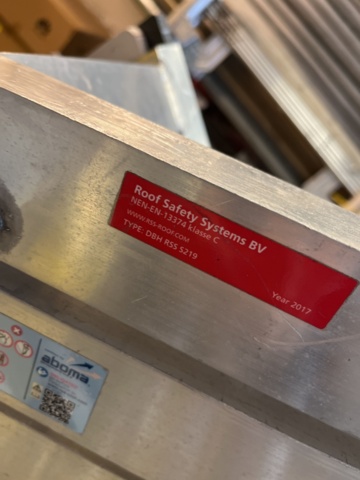 Roof Safety Systems BV
NEN-EN-13374 klasse C
www.RSS-ROOF.COM
TYPE: DBH RSS 5219
Year 2017
aboma